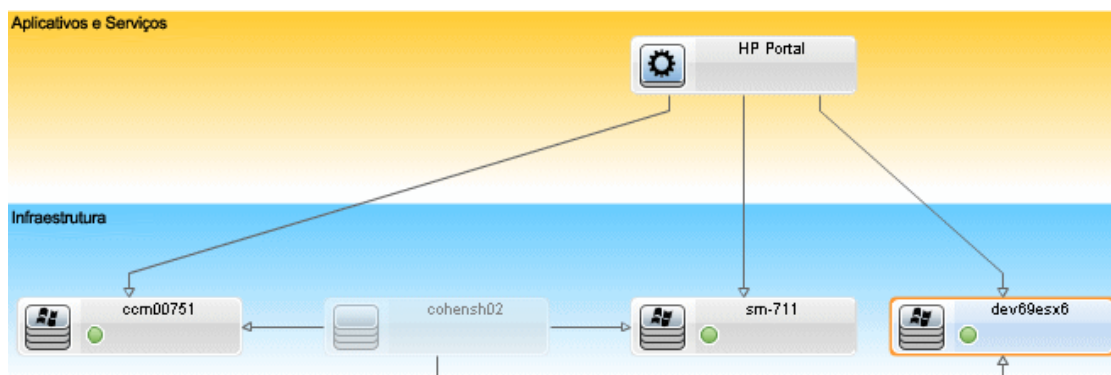 Aplicativos e Serviços
HP Portal
Infraestrutura
ccm00751
cohensh02
sm-711
dev69esx6